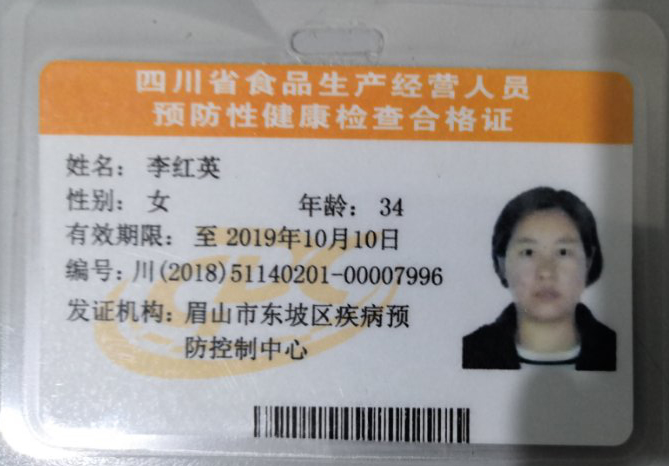 四川省食品生产经营人员
预防性健康检查合格证
姓名： 李红英
性别： 女 年龄： 34
有效期限： 至 2019年10月10日
编号：川(2018)51140201-00007996
发证机构：眉山市东坡区疾病预
防控制中心